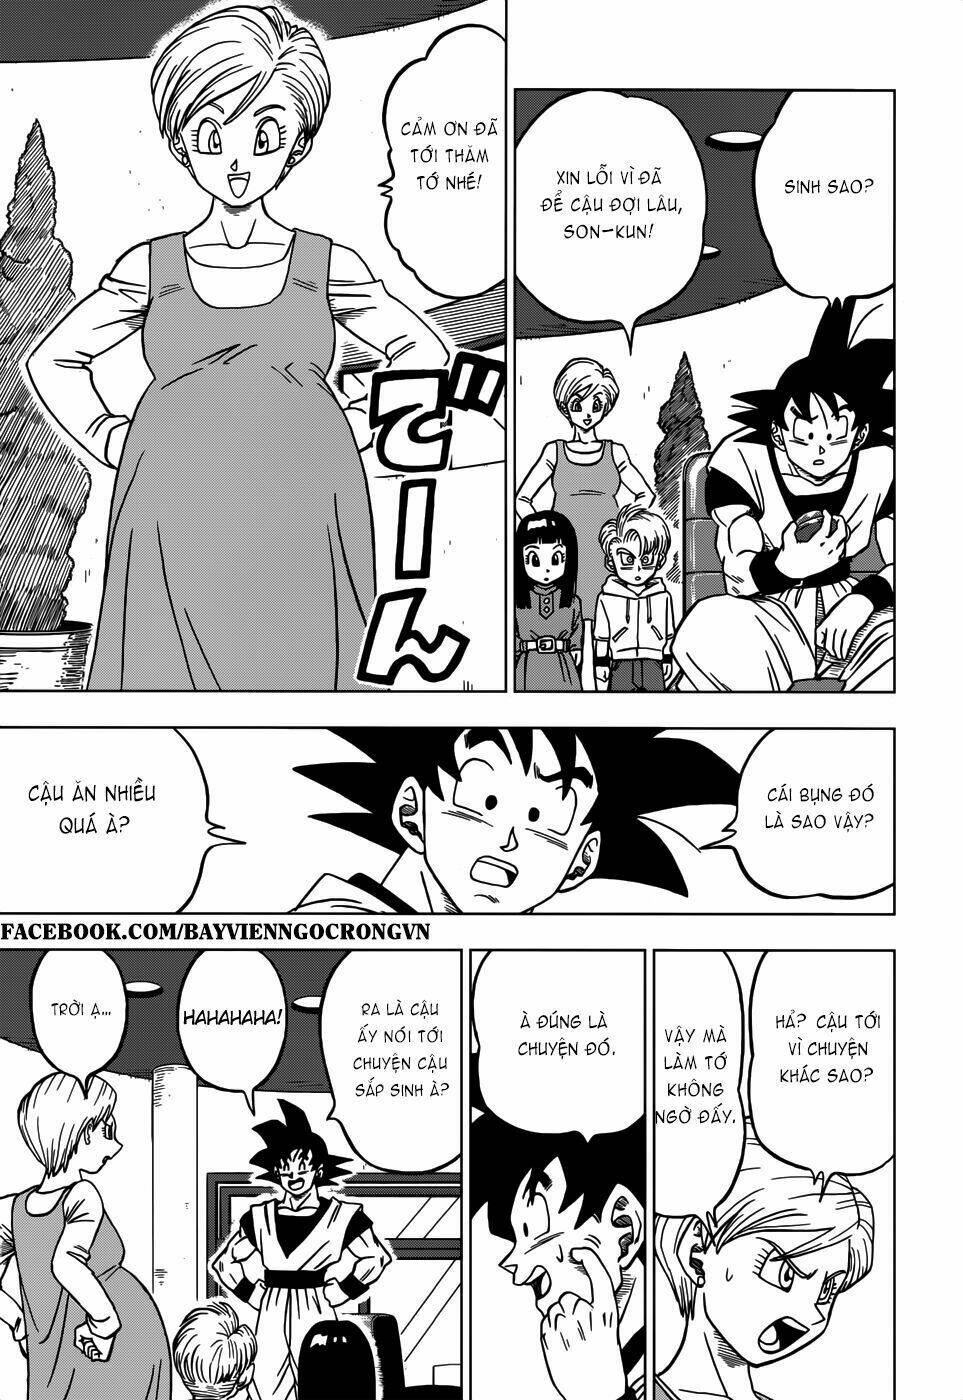 SINH SAO?
XIN LỖI VÌ ĐÃ
ĐỂ CẬU ĐỢI LÂU,
SON-KUN!
CẢM ƠN ĐÃ
TỚI THĂM
TỚ NHÉ!
でーん
CÁI BỤNG ĐÓ
LÀ SAO VẬY?
CẬU ĂN NHIỀU
QUÁ À?
FACEBOOK.COM/BAYVIENNGOCRONGVN
HẢ? CẬU TỚI
VÌ CHUYỆN
KHÁC SAO?
VẬY MÀ
LÀM TỚ
KHÔNG
NGỜ ĐẤY.
À ĐÚNG LÀ
CHUYỆN ĐÓ.
RA LÀ CẬU
ẤY NÓI TỚI
CHUYỆN CẬU
SẮP SINH À?
HAHAHAHA!
TRỜI Ạ...